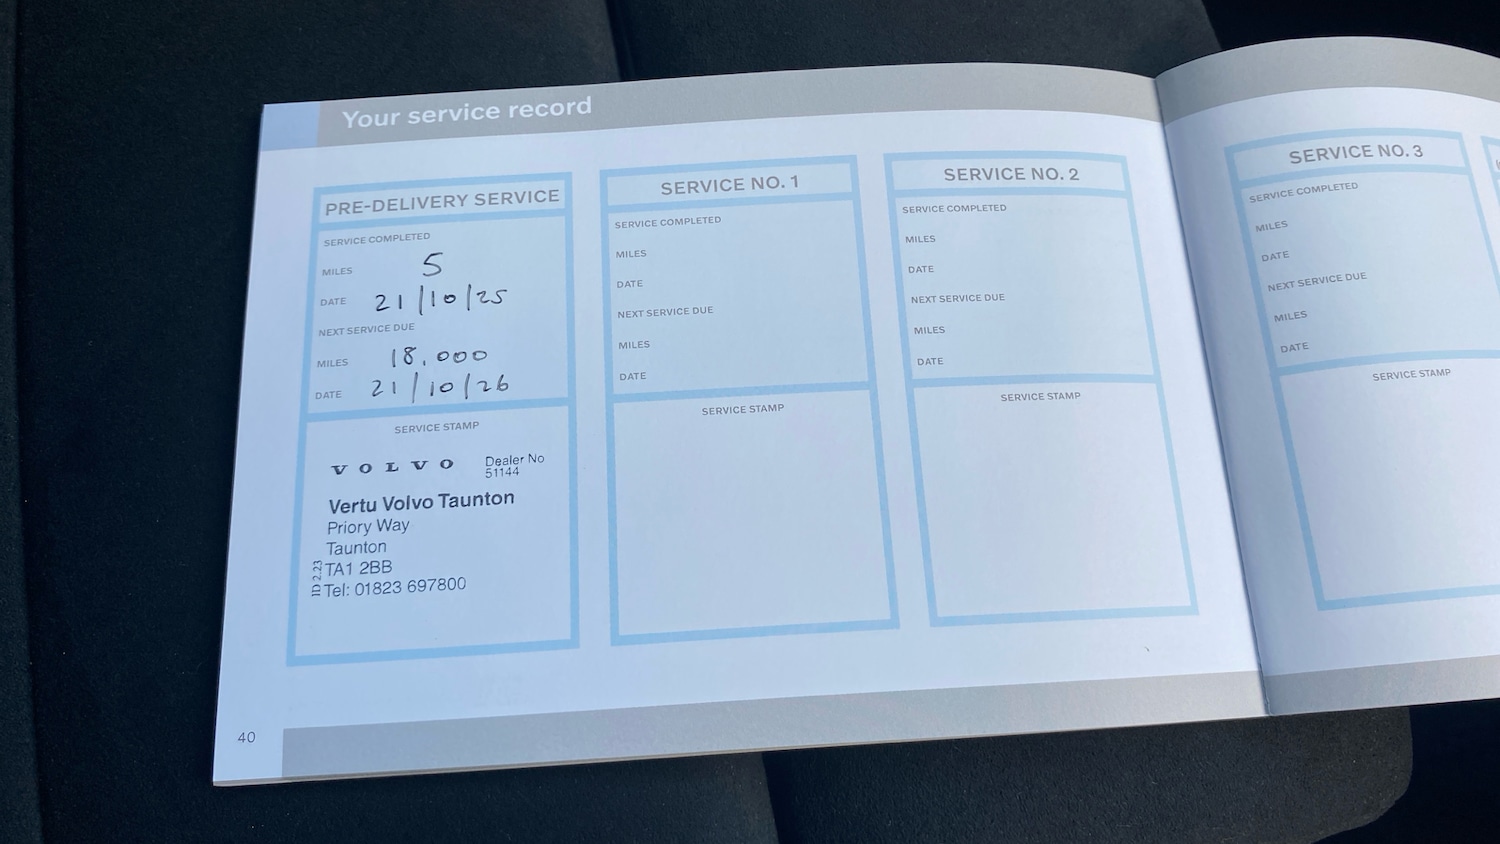 Your service record
PRE-DELIVERY SERVICE
SERVICE COMPLETED
MILES 5
DATE 21/10/25
NEXT SERVICE DUE
MILES 18,000
DATE 21/10/26
SERVICE STAMP
VOLVO Dealer No
51144
Vertu Volvo Taunton
Priory Way
Taunton
TA1 2BB
Tel: 01823 697800
ID 2.23
SERVICE NO. 1
SERVICE COMPLETED
MILES
DATE
NEXT SERVICE DUE
MILES
DATE
SERVICE STAMP
SERVICE NO. 2
SERVICE COMPLETED
MILES
DATE
NEXT SERVICE DUE
MILES
DATE
SERVICE STAMP
40
SERVICE NO. 3
SERVICE COMPLETED
MILES
DATE
NEXT SERVICE DUE
MILES
DATE
SERVICE STAMP